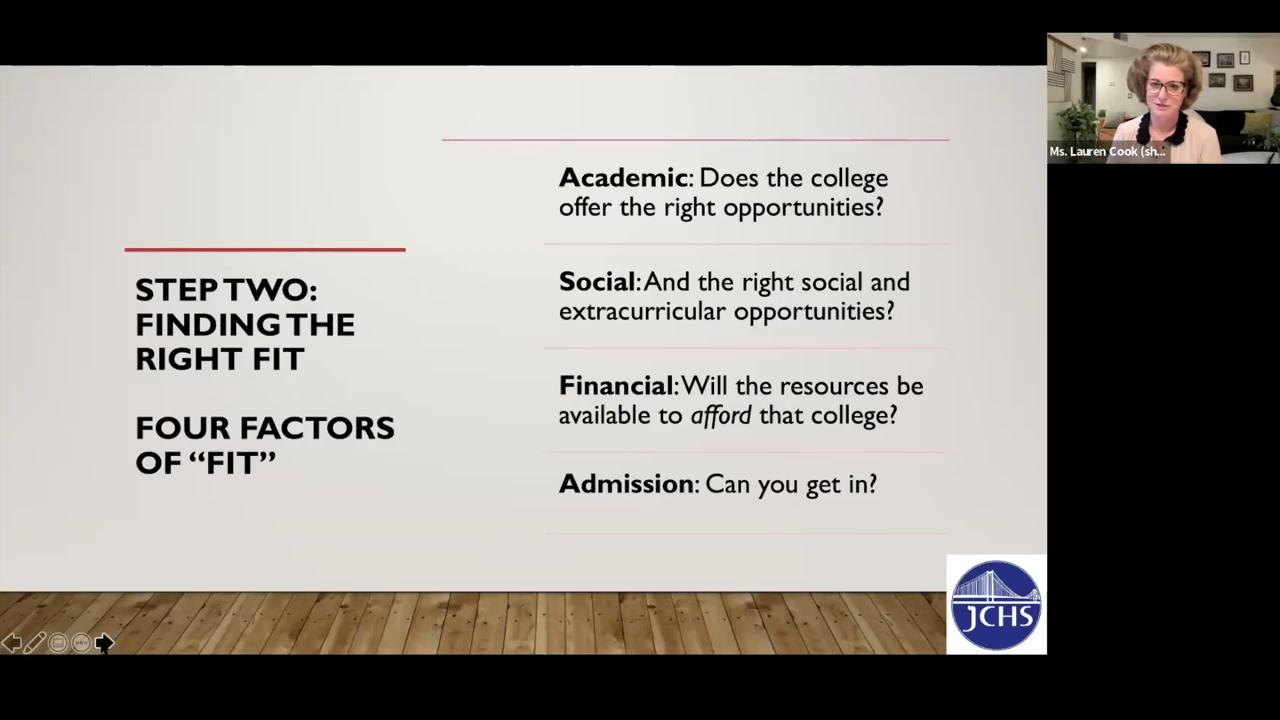 STEP TWO:
FINDING THE
RIGHT FIT
FOUR FACTORS
OF “FIT”
Academic: Does the college
offer the right opportunities?
Social: And the right social and
extracurricular opportunities?
Financial: Will the resources be
available to afford that college?
Admission: Can you get in?
JCHS
Ms. Lauren Cook (sh...